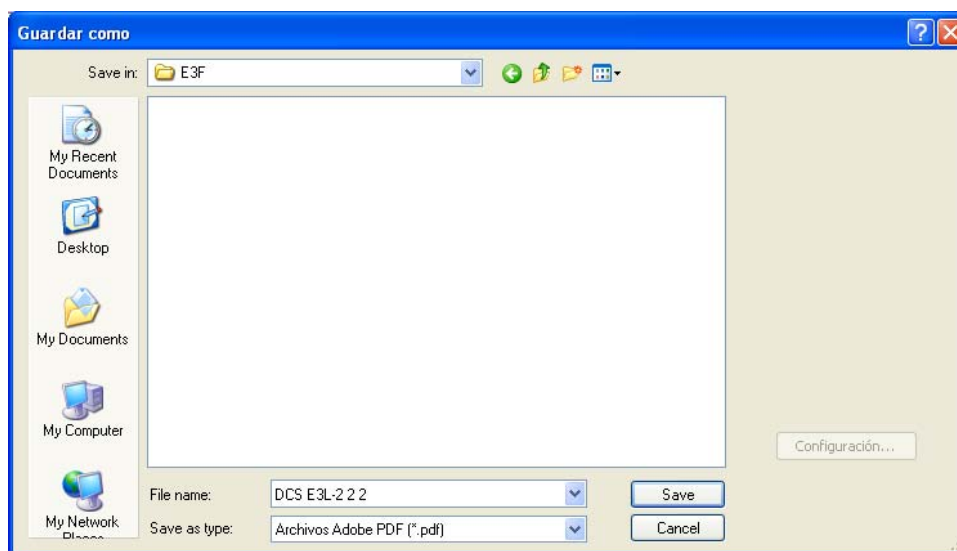 Guardar como
Save in: E3F
My Recent
Documents
Desktop
My Documents
My Computer
My Network
Places
Configuración...
File name: DCS E3L-2 2 2 Save
Save as type: Archivos Adobe PDF (*.pdf) Cancel